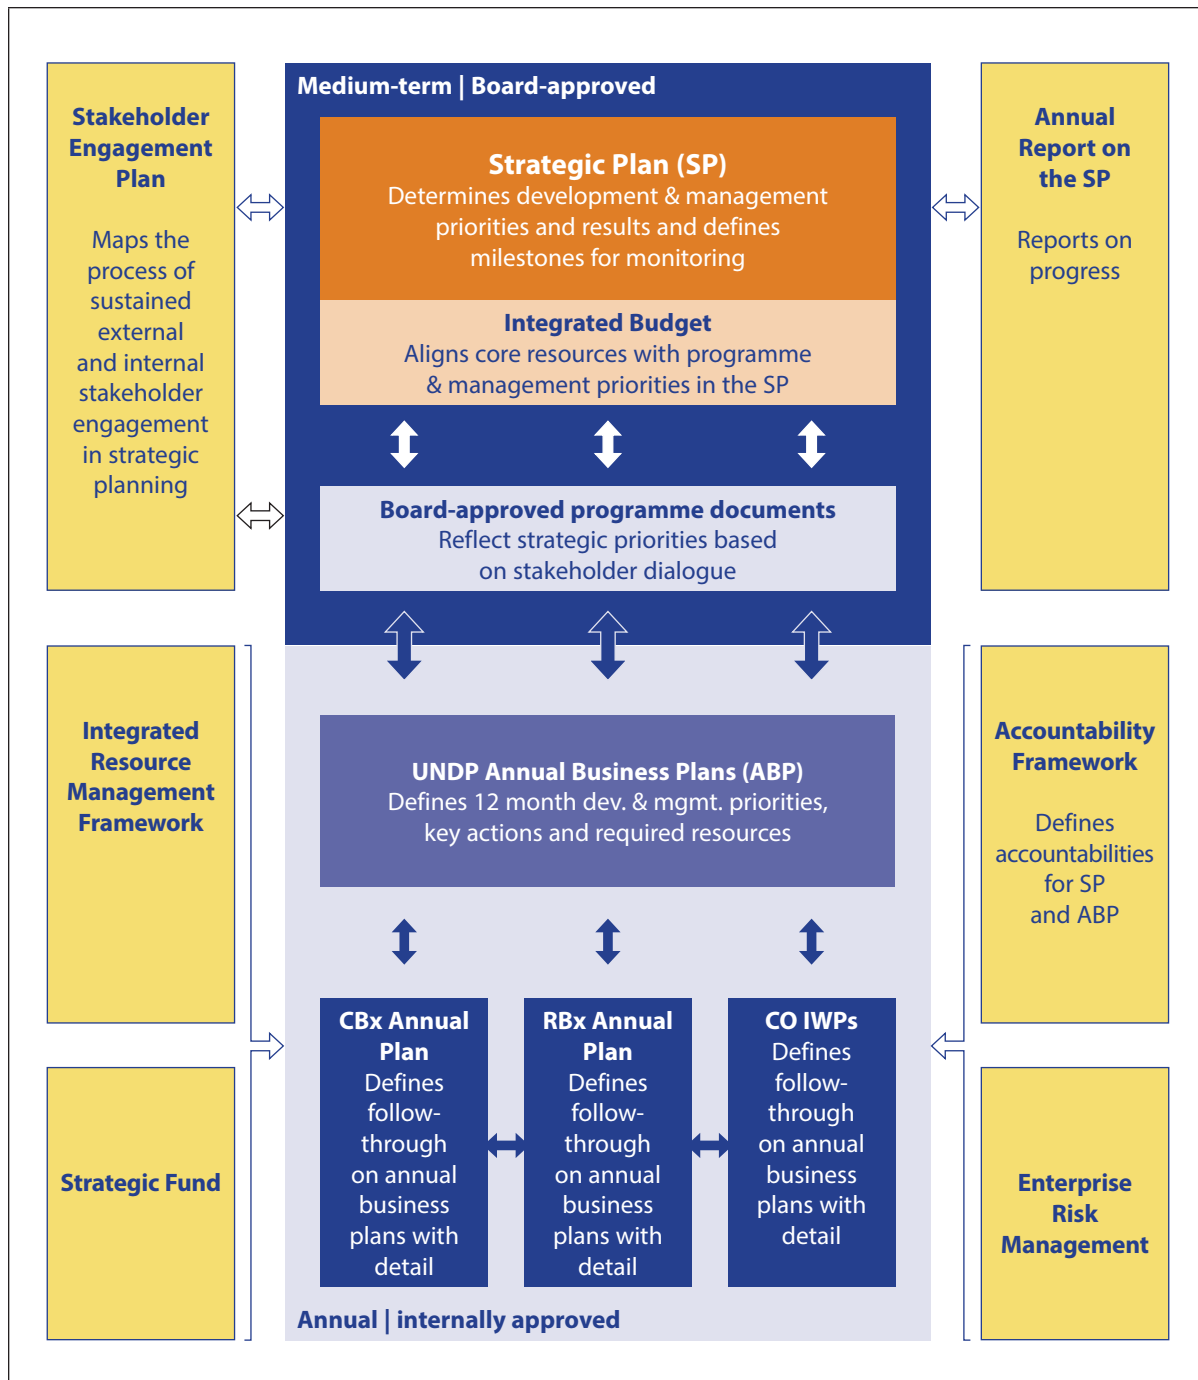 Stakeholder
Engagement
Plan
Maps the
process of
sustained
external
and internal
stakeholder
engagement
in strategic
planning
Medium-term | Board-approved
Strategic Plan (SP)
Determines development & management
priorities and results and defines
milestones for monitoring
Integrated Budget
Aligns core resources with programme
& management priorities in the SP
Board-approved programme documents
Reflect strategic priorities based
on stakeholder dialogue
Annual
Report on
the SP
Reports on
progress
Integrated
Resource
Management
Framework
Strategic Fund
UNDP Annual Business Plans (ABP)
Defines 12 month dev. & mgmt. priorities,
key actions and required resources
CBx Annual
Plan
Defines
follow-
through
on annual
business
plans with
detail
RBx Annual
Plan
Defines
follow-
through
on annual
business
plans with
detail
CO IWPs
Defines
follow-
through
on annual
business
plans with
detail
Annual | internally approved
Accountability
Framework
Defines
accountabilities
for SP
and ABP
Enterprise
Risk
Management